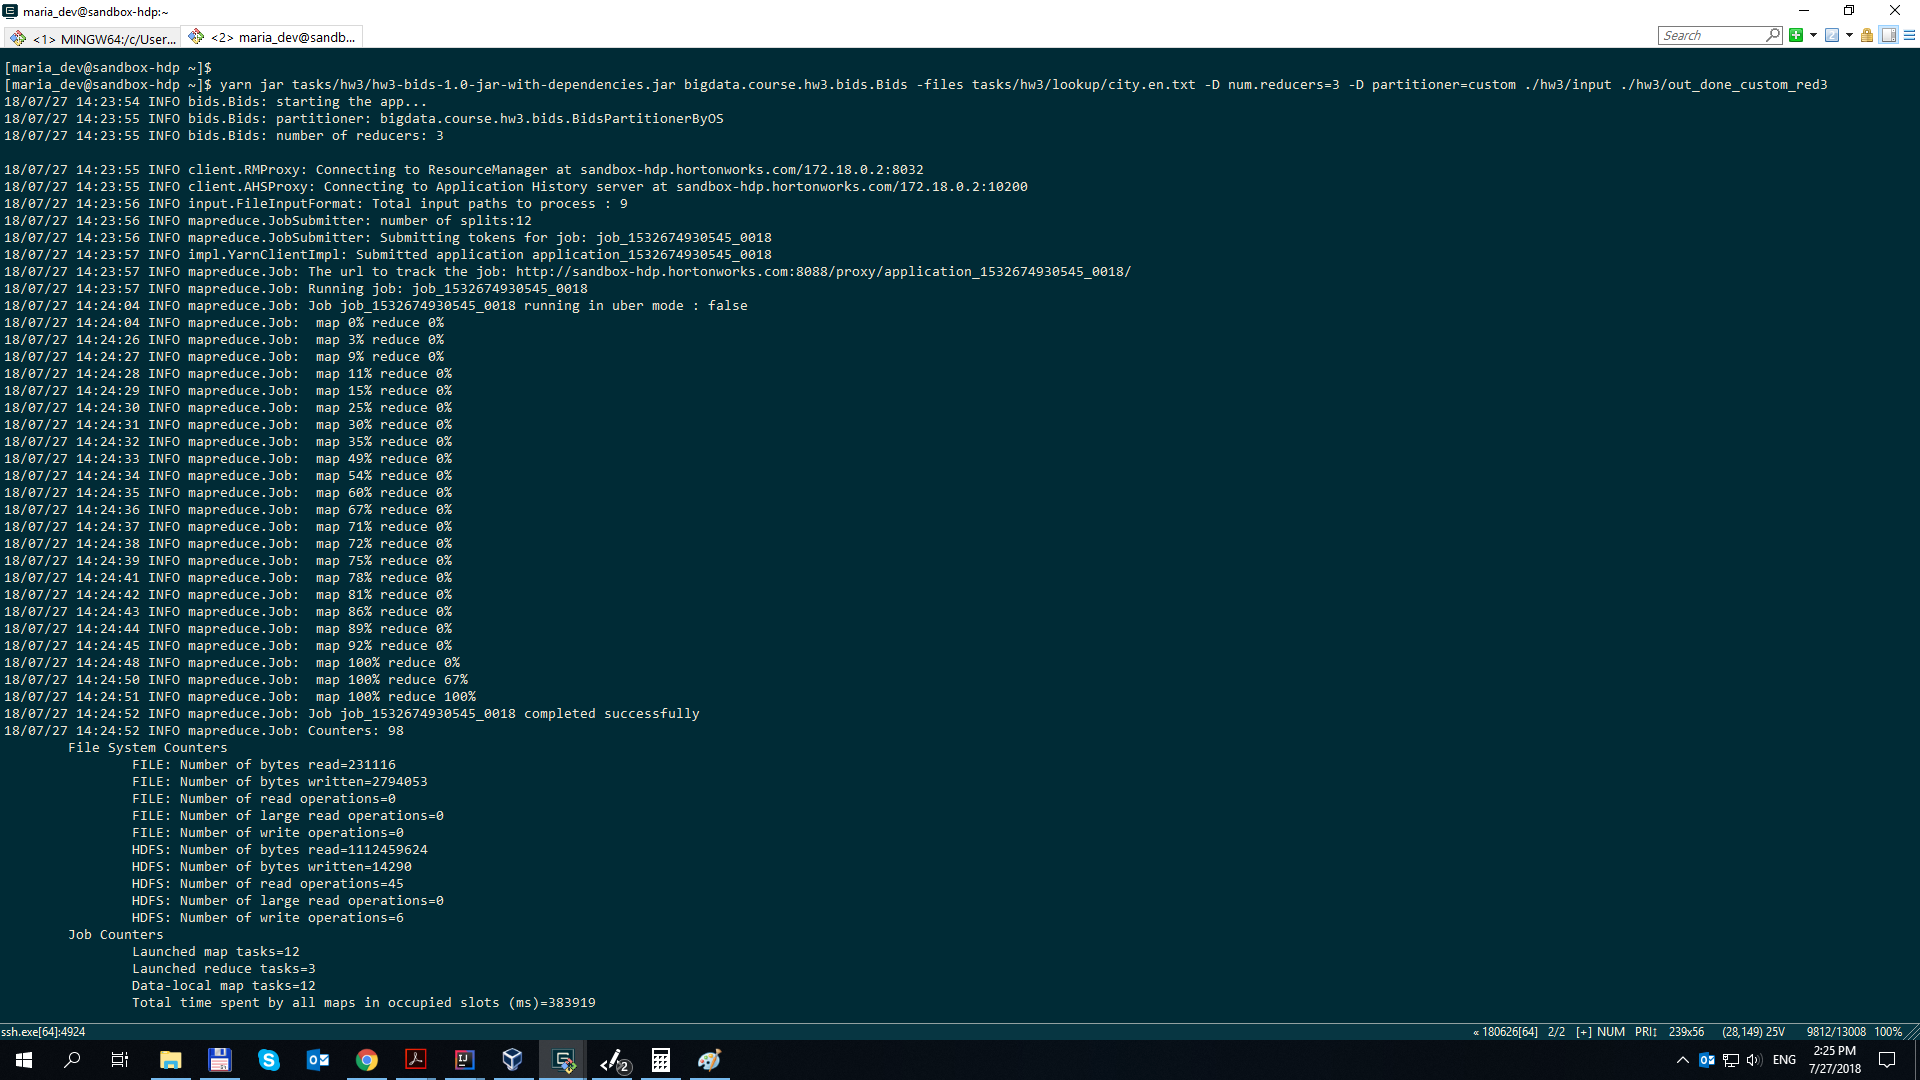 maria_dev@sandbox-hdp:~
<1> MINGW64:/c/User...
<2> maria_dev@sandb...
Search
[maria_dev@sandbox-hdp ~]$
[maria_dev@sandbox-hdp ~]$ yarn jar tasks/hw3/hw3-bids-1.0-jar-with-dependencies.jar bigdata.course.hw3.bids.Bids -files tasks/hw3/lookup/city.en.txt -D num.reducers=3 -D partitioner=custom ./hw3/input ./hw3/out_done_custom_red3
18/07/27 14:23:54 INFO bids.Bids: starting the app...
18/07/27 14:23:55 INFO bids.Bids: partitioner: bigdata.course.hw3.bids.BidsPartitionerByOS
18/07/27 14:23:55 INFO bids.Bids: number of reducers: 3
18/07/27 14:23:55 INFO client.RMProxy: Connecting to ResourceManager at sandbox-hdp.hortonworks.com/172.18.0.2:8032
18/07/27 14:23:55 INFO client.AHSProxy: Connecting to Application History server at sandbox-hdp.hortonworks.com/172.18.0.2:10200
18/07/27 14:23:56 INFO input.FileInputFormat: Total input paths to process : 9
18/07/27 14:23:56 INFO mapreduce.JobSubmitter: number of splits:12
18/07/27 14:23:56 INFO mapreduce.JobSubmitter: Submitting tokens for job: job_1532674930545_0018
18/07/27 14:23:57 INFO impl.YarnClientImpl: Submitted application application_1532674930545_0018
18/07/27 14:23:57 INFO mapreduce.Job: The url to track the job: http://sandbox-hdp.hortonworks.com:8088/proxy/application_1532674930545_0018/
18/07/27 14:23:57 INFO mapreduce.Job: Running job: job_1532674930545_0018
18/07/27 14:24:04 INFO mapreduce.Job: Job job_1532674930545_0018 running in uber mode : false
18/07/27 14:24:04 INFO mapreduce.Job:  map 0% reduce 0%
18/07/27 14:24:26 INFO mapreduce.Job:  map 3% reduce 0%
18/07/27 14:24:27 INFO mapreduce.Job:  map 9% reduce 0%
18/07/27 14:24:28 INFO mapreduce.Job:  map 11% reduce 0%
18/07/27 14:24:29 INFO mapreduce.Job:  map 15% reduce 0%
18/07/27 14:24:30 INFO mapreduce.Job:  map 25% reduce 0%
18/07/27 14:24:31 INFO mapreduce.Job:  map 30% reduce 0%
18/07/27 14:24:32 INFO mapreduce.Job:  map 35% reduce 0%
18/07/27 14:24:33 INFO mapreduce.Job:  map 49% reduce 0%
18/07/27 14:24:34 INFO mapreduce.Job:  map 54% reduce 0%
18/07/27 14:24:35 INFO mapreduce.Job:  map 60% reduce 0%
18/07/27 14:24:36 INFO mapreduce.Job:  map 67% reduce 0%
18/07/27 14:24:37 INFO mapreduce.Job:  map 71% reduce 0%
18/07/27 14:24:38 INFO mapreduce.Job:  map 72% reduce 0%
18/07/27 14:24:39 INFO mapreduce.Job:  map 75% reduce 0%
18/07/27 14:24:41 INFO mapreduce.Job:  map 78% reduce 0%
18/07/27 14:24:42 INFO mapreduce.Job:  map 81% reduce 0%
18/07/27 14:24:43 INFO mapreduce.Job:  map 86% reduce 0%
18/07/27 14:24:44 INFO mapreduce.Job:  map 89% reduce 0%
18/07/27 14:24:45 INFO mapreduce.Job:  map 92% reduce 0%
18/07/27 14:24:48 INFO mapreduce.Job:  map 100% reduce 0%
18/07/27 14:24:50 INFO mapreduce.Job:  map 100% reduce 67%
18/07/27 14:24:51 INFO mapreduce.Job:  map 100% reduce 100%
18/07/27 14:24:52 INFO mapreduce.Job: Job job_1532674930545_0018 completed successfully
18/07/27 14:24:52 INFO mapreduce.Job: Counters: 98
File System Counters
FILE: Number of bytes read=231116
FILE: Number of bytes written=2794053
FILE: Number of read operations=0
FILE: Number of large read operations=0
FILE: Number of write operations=0
HDFS: Number of bytes read=1112459624
HDFS: Number of bytes written=14290
HDFS: Number of read operations=45
HDFS: Number of large read operations=0
HDFS: Number of write operations=6
Job Counters
Launched map tasks=12
Launched reduce tasks=3
Data-local map tasks=12
Total time spent by all maps in occupied slots (ms)=383919
ssh.exe[64]:4924
« 180626[64] 2/2 [+] NUM PRI↕ 239x56 (28,149) 25V 9812/13008 100%
2
ENG
2:25 PM
7/27/2018